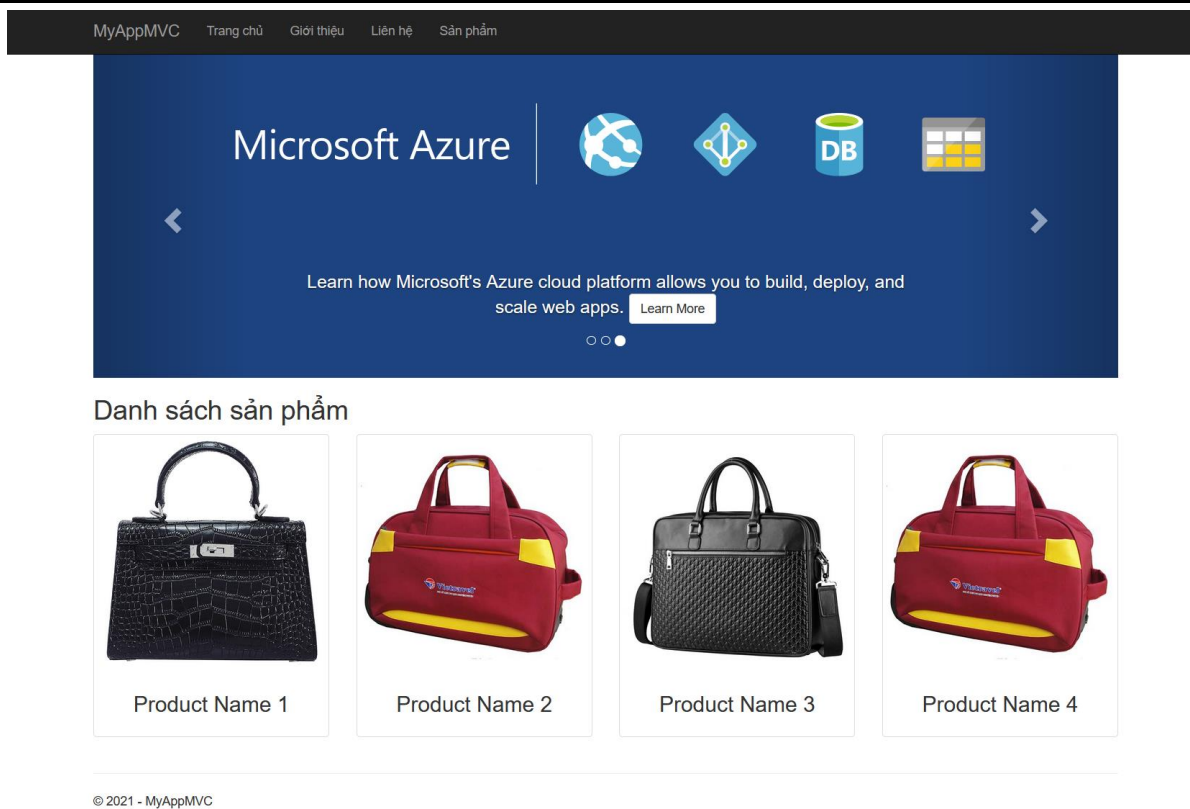 MyAppMVC Trang chủ Giới thiệu Liên hệ Sản phẩm
Microsoft Azure
DB
Learn how Microsoft's Azure cloud platform allows you to build, deploy, and
scale web apps. Learn More
Danh sách sản phẩm
Vietravel
Vietravel
Product Name 1 Product Name 2 Product Name 3 Product Name 4
© 2021 - MyAppMVC